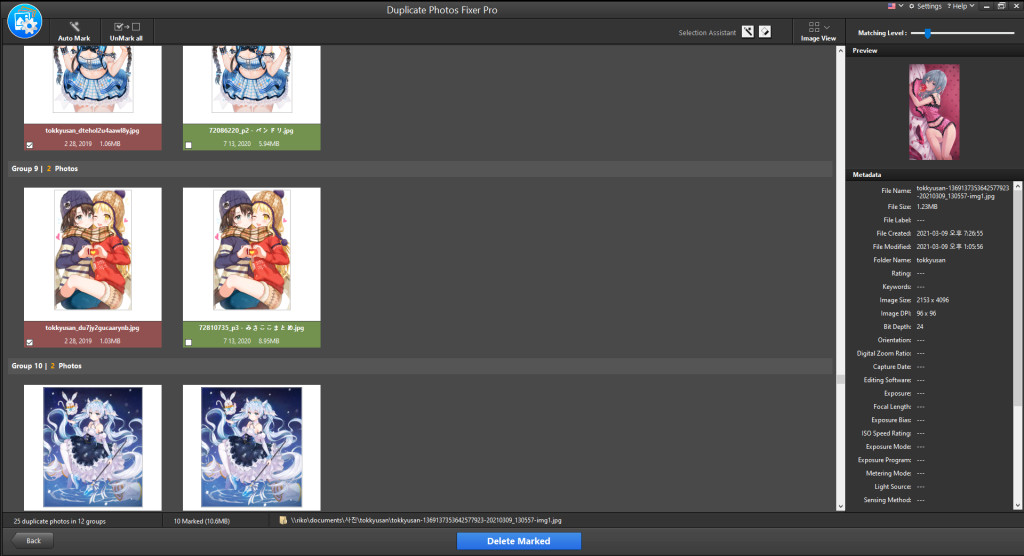 Duplicate Photos Fixer Pro
Settings ? Help
Auto Mark
UnMark all
Selection Assistant
Image View
Matching Level :
Preview
tokkyusan_dtehol2u4aawl8y.jpg
2 28, 2019 1.06MB
72086220_p2 - バンドリ.jpg
7 13, 2020 5.94MB
Group 9 | 2 Photos
tokkyusan_du7jy2gucaarynb.jpg
2 28, 2019 1.03MB
72810735_p3 - みさここまとめ.jpg
7 13, 2020 8.95MB
Group 10 | 2 Photos
Metadata
File Name: tokkyusan-1369137353642577923
-20210309_130557-img1.jpg
File Size: 1.23MB
File Label: ---
File Created: 2021-03-09 오후 7:26:55
File Modified: 2021-03-09 오후 1:05:56
Folder Name: tokkyusan
Rating: ---
Keywords: ---
Image Size: 2153 x 4096
Image DPI: 96 x 96
Bit Depth: 24
Orientation: ---
Digital Zoom Ratio: ---
Capture Date: ---
Editing Software: ---
Exposure: ---
Focal Length: ---
Exposure Bias: ---
ISO Speed Rating: ---
Exposure Mode: ---
Exposure Program: ---
Metering Mode: ---
Light Source: ---
Sensing Method: ---
25 duplicate photos in 12 groups
10 Marked (10.6MB)
\\riko\documents\사진\tokkyusan\tokkyusan-1369137353642577923-20210309_130557-img1.jpg
Back
Delete Marked